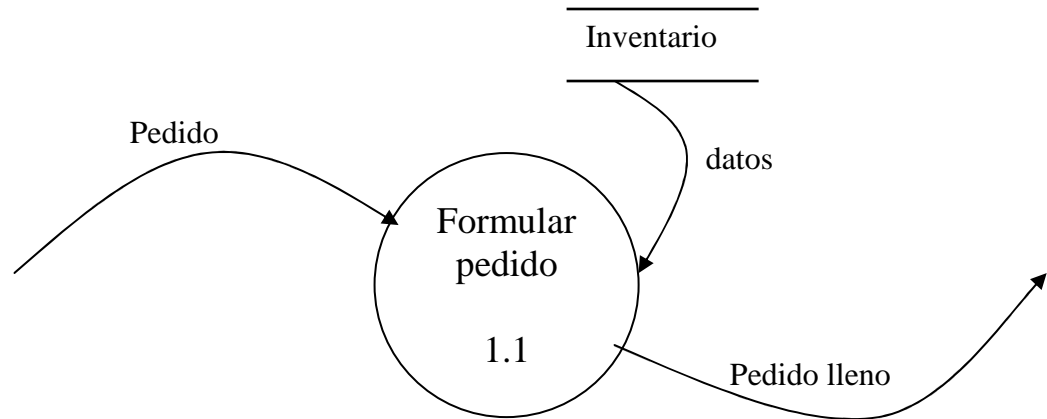 Inventario
Pedido
datos
Formular
pedido
1.1
Pedido lleno